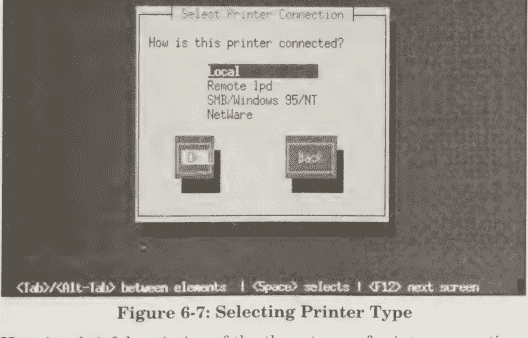 Select Printer Connection
How is this printer connected?
Local
Remote lpd
SMB/Windows 95/NT
NetWare
Ok
Back
<Tab>/<Alt-Tab> between elements | <Space> selects | <F12> next screen
Figure 6-7: Selecting Printer Type